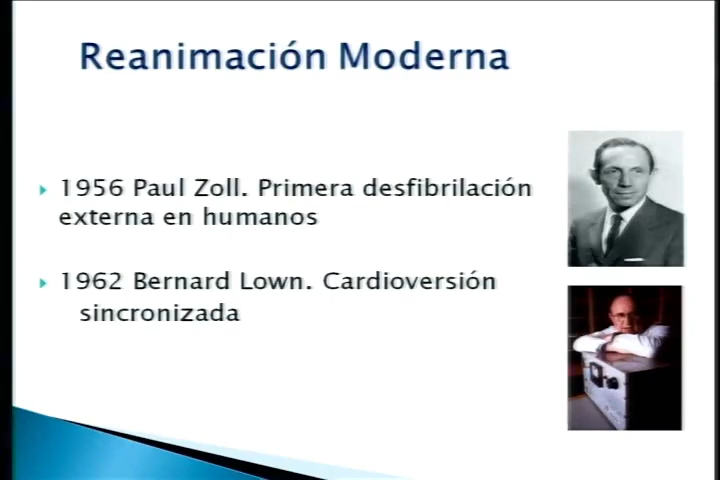 Reanimación Moderna
1956 Paul Zoll. Primera desfibrilación
externa en humanos
1962 Bernard Lown. Cardioversión
sincronizada